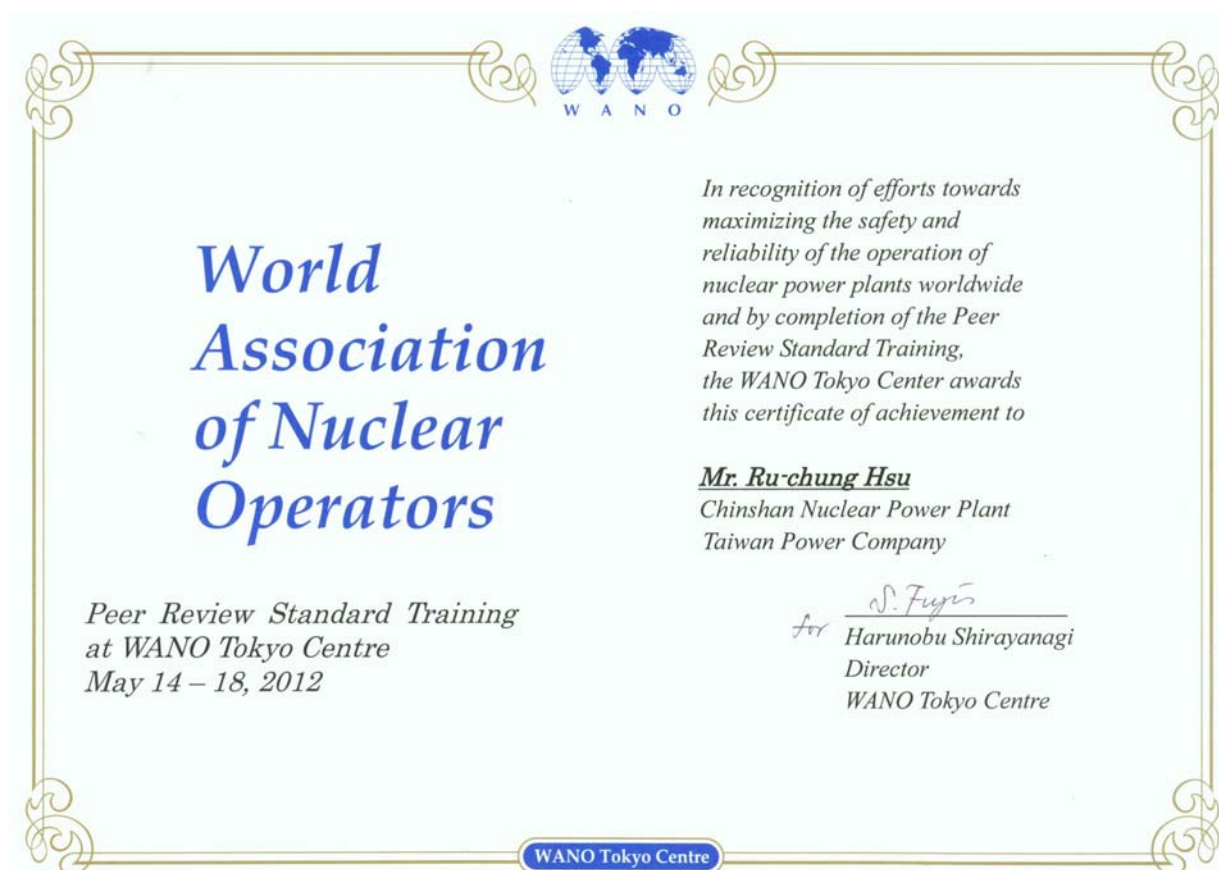 W A N O
World
Association
of Nuclear
Operators
Peer Review Standard Training
at WANO Tokyo Centre
May 14 – 18, 2012
In recognition of efforts towards
maximizing the safety and
reliability of the operation of
nuclear power plants worldwide
and by completion of the Peer
Review Standard Training,
the WANO Tokyo Center awards
this certificate of achievement to
Mr. Ru-chung Hsu
Chinshan Nuclear Power Plant
Taiwan Power Company
for
Harunobu Shirayanagi
Director
WANO Tokyo Centre
WANO Tokyo Centre